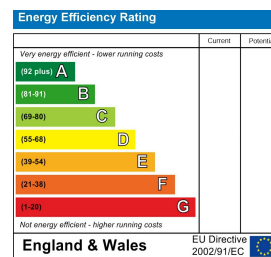 Energy Efficiency Rating
Current Potenti
Very energy efficient - lower running costs
(92 plus) A
(81-91) B
(69-80) C
(55-68) D
(39-54) E
(21-38) F
(1-20) G
Not energy efficient - higher running costs
England & Wales
EU Directive
2002/91/EC